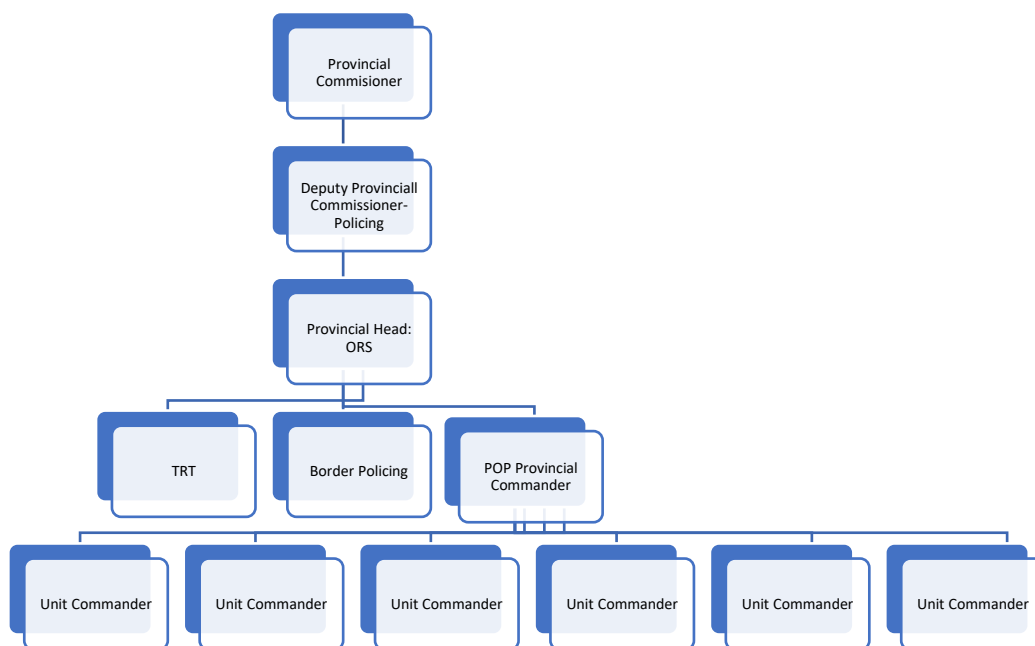 Provincial
Commisioner
Deputy Provinciall
Commissioner-
Policing
Provincial Head:
ORS
TRT
Border Policing
POP Provincial
Commander
Unit Commander
Unit Commander
Unit Commander
Unit Commander
Unit Commander
Unit Commander